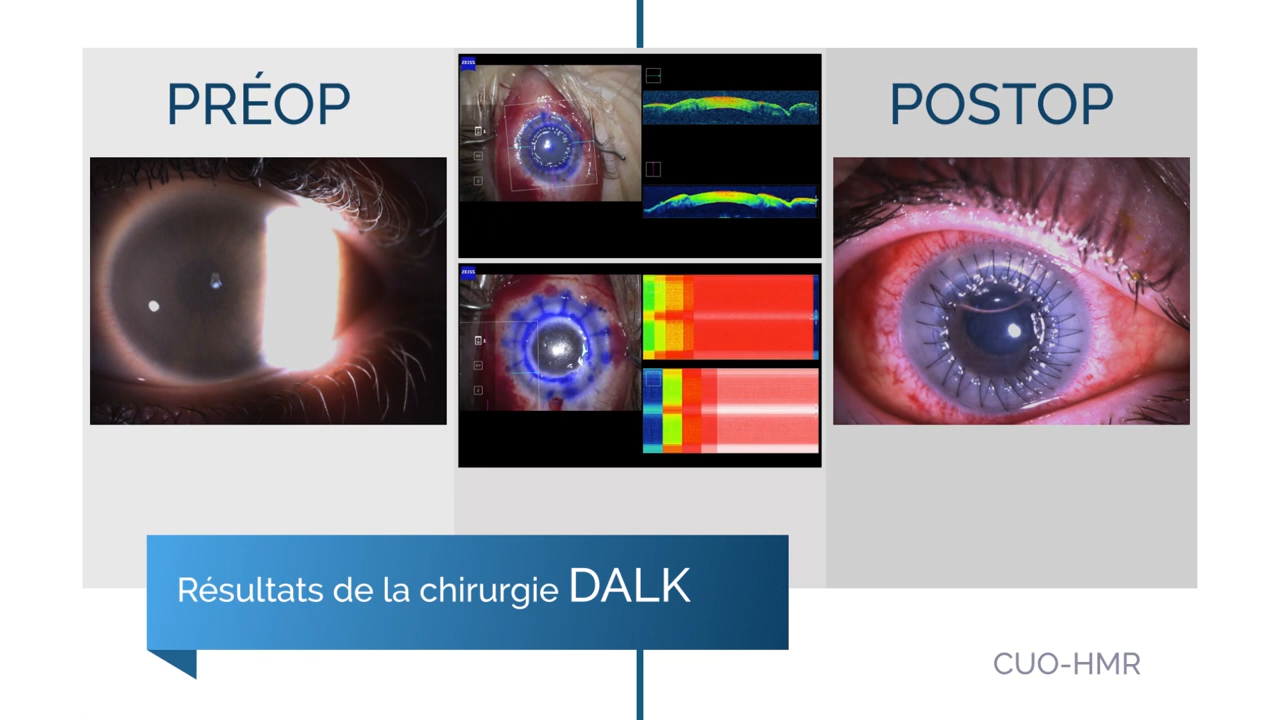 PRÉOP
ZEISS
ZEISS
POSTOP
Résultats de la chirurgie DALK
CUO-HMR